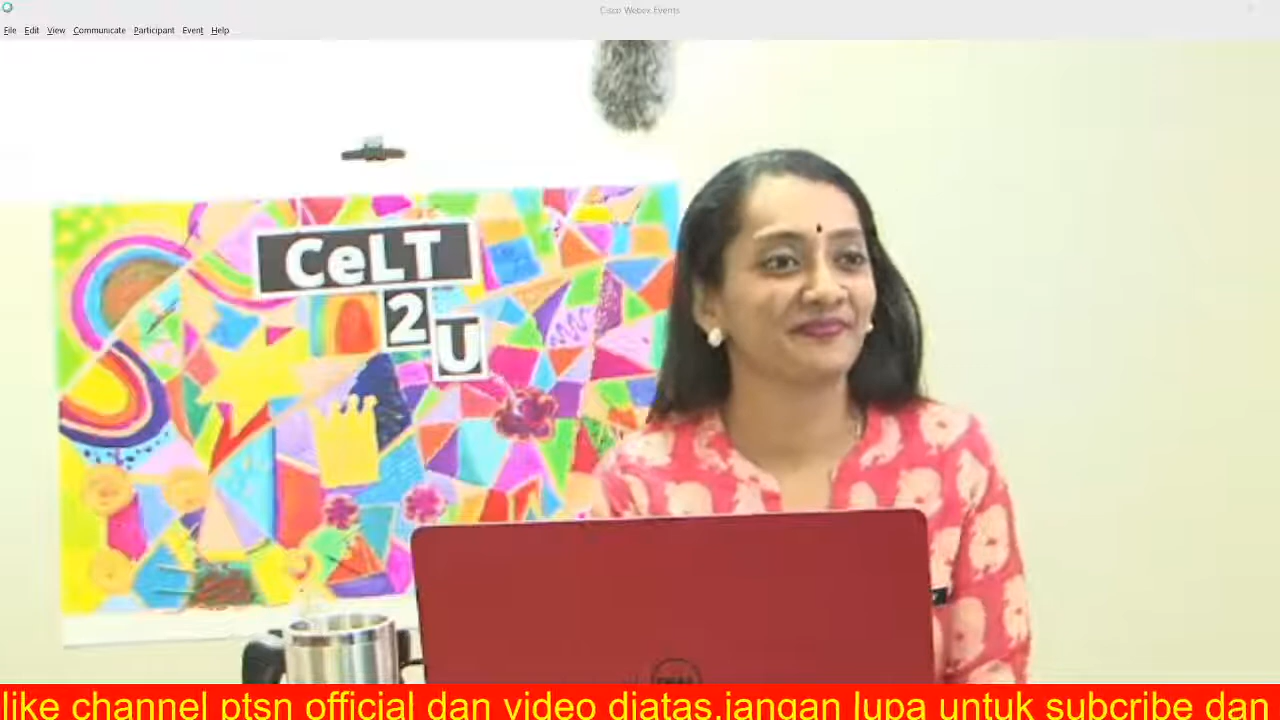 Cisco Webex Events
File Edit View Communicate Participant Event Help
CeLT
2
U
DELL
like channel ptsn official dan video diatas,jangan lupa untuk subcribe dan